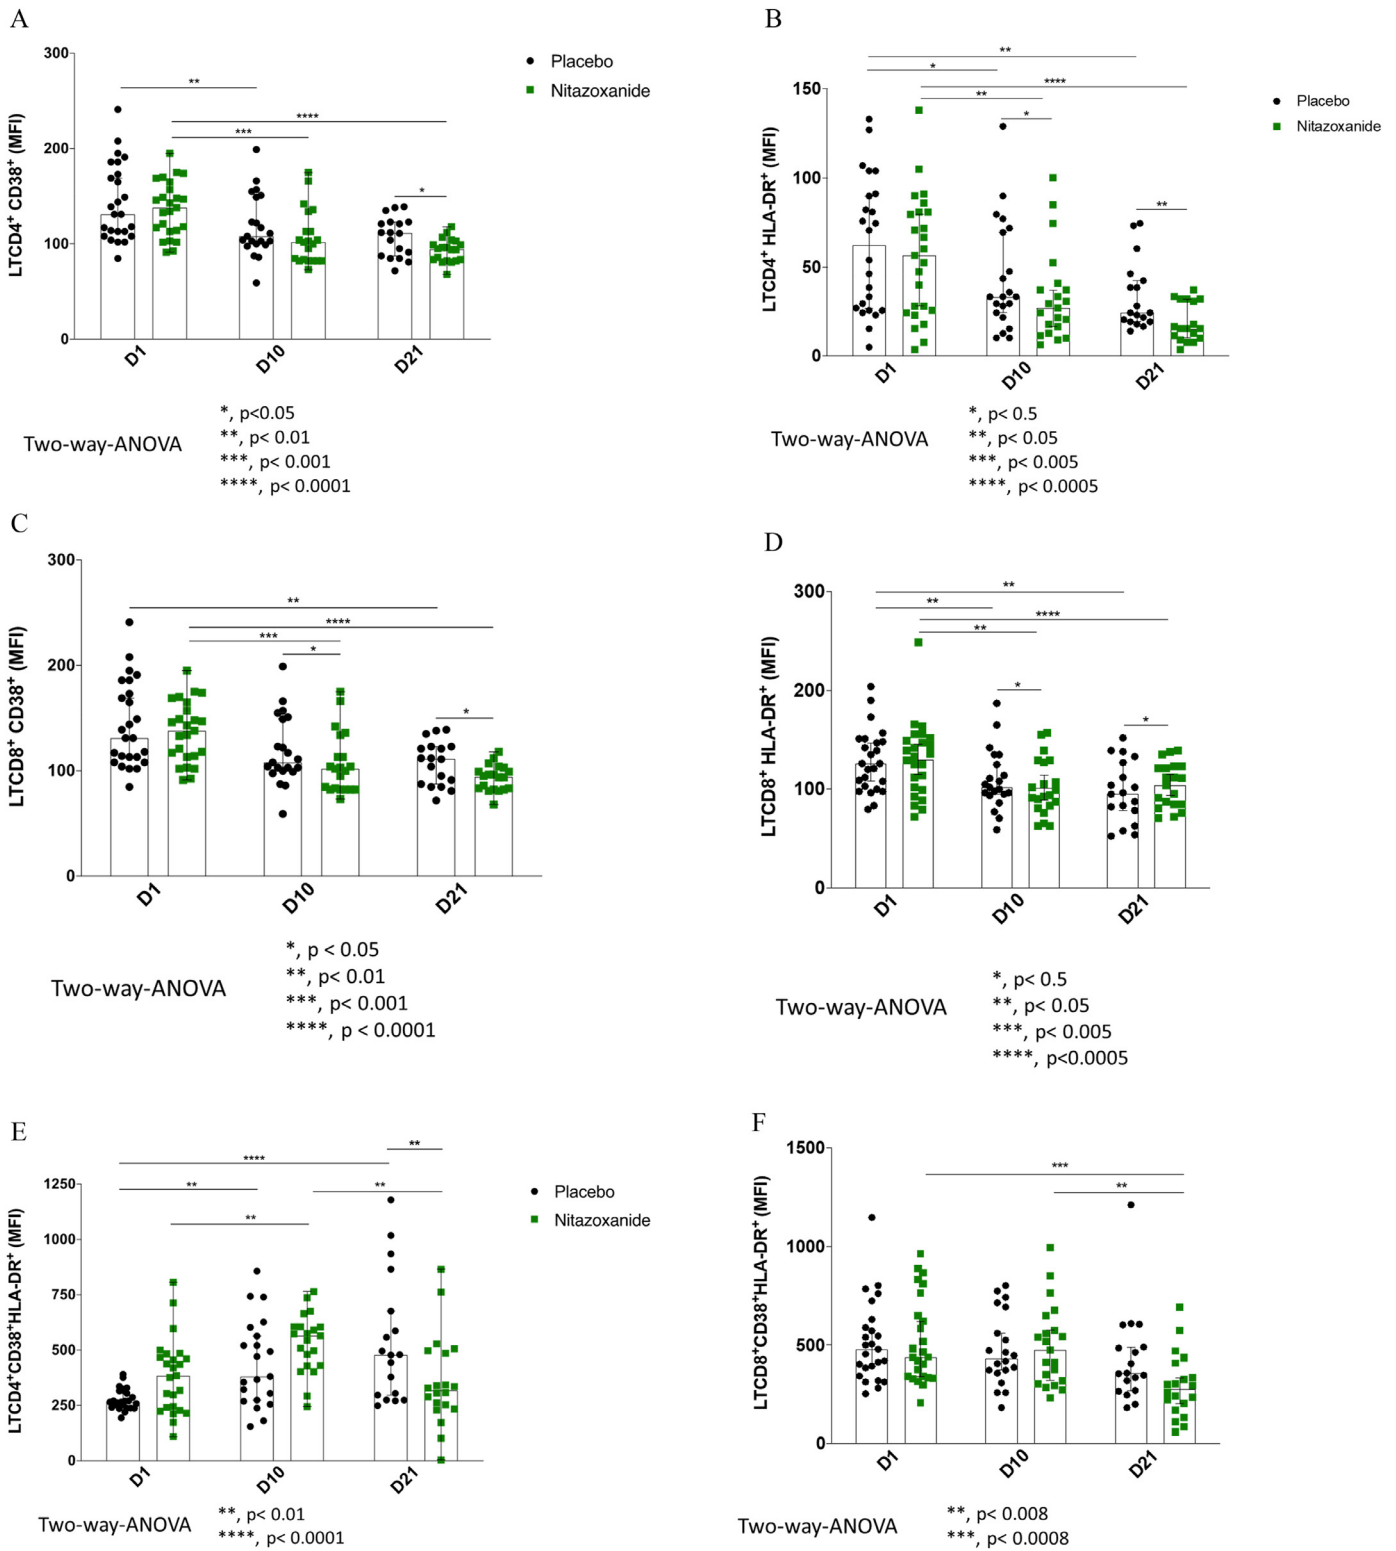 A
LTCD4+ CD38+ (MFI)
300
200
100
0
**
****
***
*
D1
D10
D21
Placebo
Nitazoxanide
Two-way-ANOVA
*, p<0.05
**, p< 0.01
***, p< 0.001
****, p< 0.0001
B
LTCD4+ HLA-DR+ (MFI)
150
100
50
0
**
*
****
**
*
**
D1
D10
D21
Placebo
Nitazoxanide
Two-way-ANOVA
*, p< 0.5
**, p< 0.05
***, p< 0.005
****, p< 0.0005
C
LTCD8+ CD38+ (MFI)
300
200
100
0
**
****
***
*
*
D1
D10
D21
Two-way-ANOVA
*, p < 0.05
**, p< 0.01
***, p< 0.001
****, p < 0.0001
D
LTCD8+ HLA-DR+ (MFI)
300
200
100
0
**
**
****
**
*
*
D1
D10
D21
Two-way-ANOVA
*, p< 0.5
**, p< 0.05
***, p< 0.005
****, p<0.0005
E
LTCD4+CD38+HLA-DR+ (MFI)
1250
1000
750
500
250
0
**
****
**
**
**
D1
D10
D21
Placebo
Nitazoxanide
Two-way-ANOVA
**, p< 0.01
****, p< 0.0001
F
LTCD8+CD38+HLA-DR+ (MFI)
1500
1000
500
0
***
**
D1
D10
D21
Two-way-ANOVA
**, p< 0.008
***, p< 0.0008